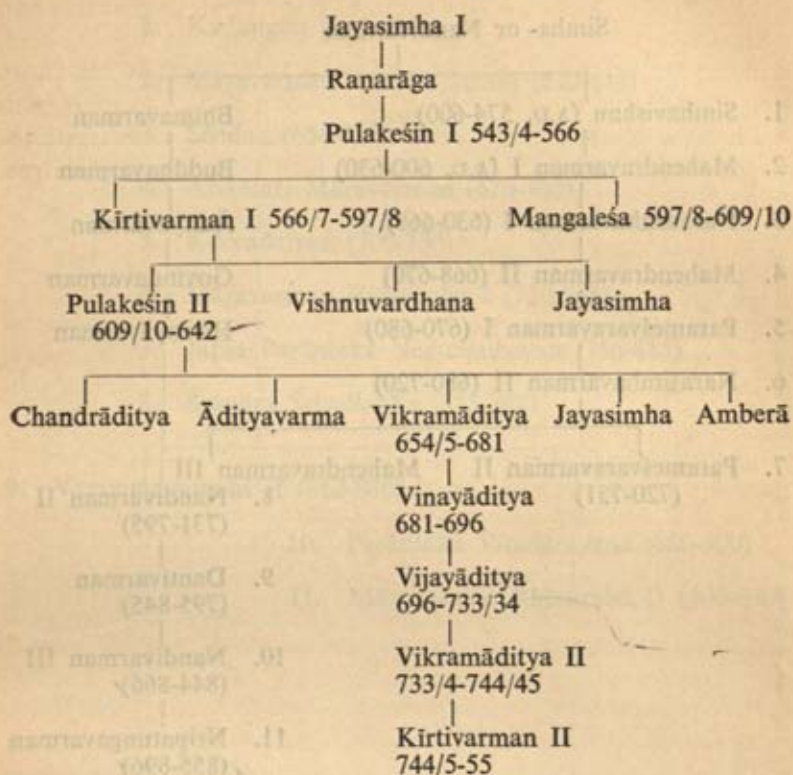 Jayasimha I
Raṇarāga
Pulakeśin I 543/4-566
Kīrtivarman I 566/7-597/8 Mangaleśa 597/8-609/10
Pulakeśin II Vishnuvardhana Jayasimha
609/10-642
Chandrāditya Ādityavarma Vikramāditya Jayasimha Amberā
654/5-681
Vinayāditya
681-696
Vijayāditya
696-733/34
Vikramāditya II
733/4-744/45
Kīrtivarman II
744/5-55